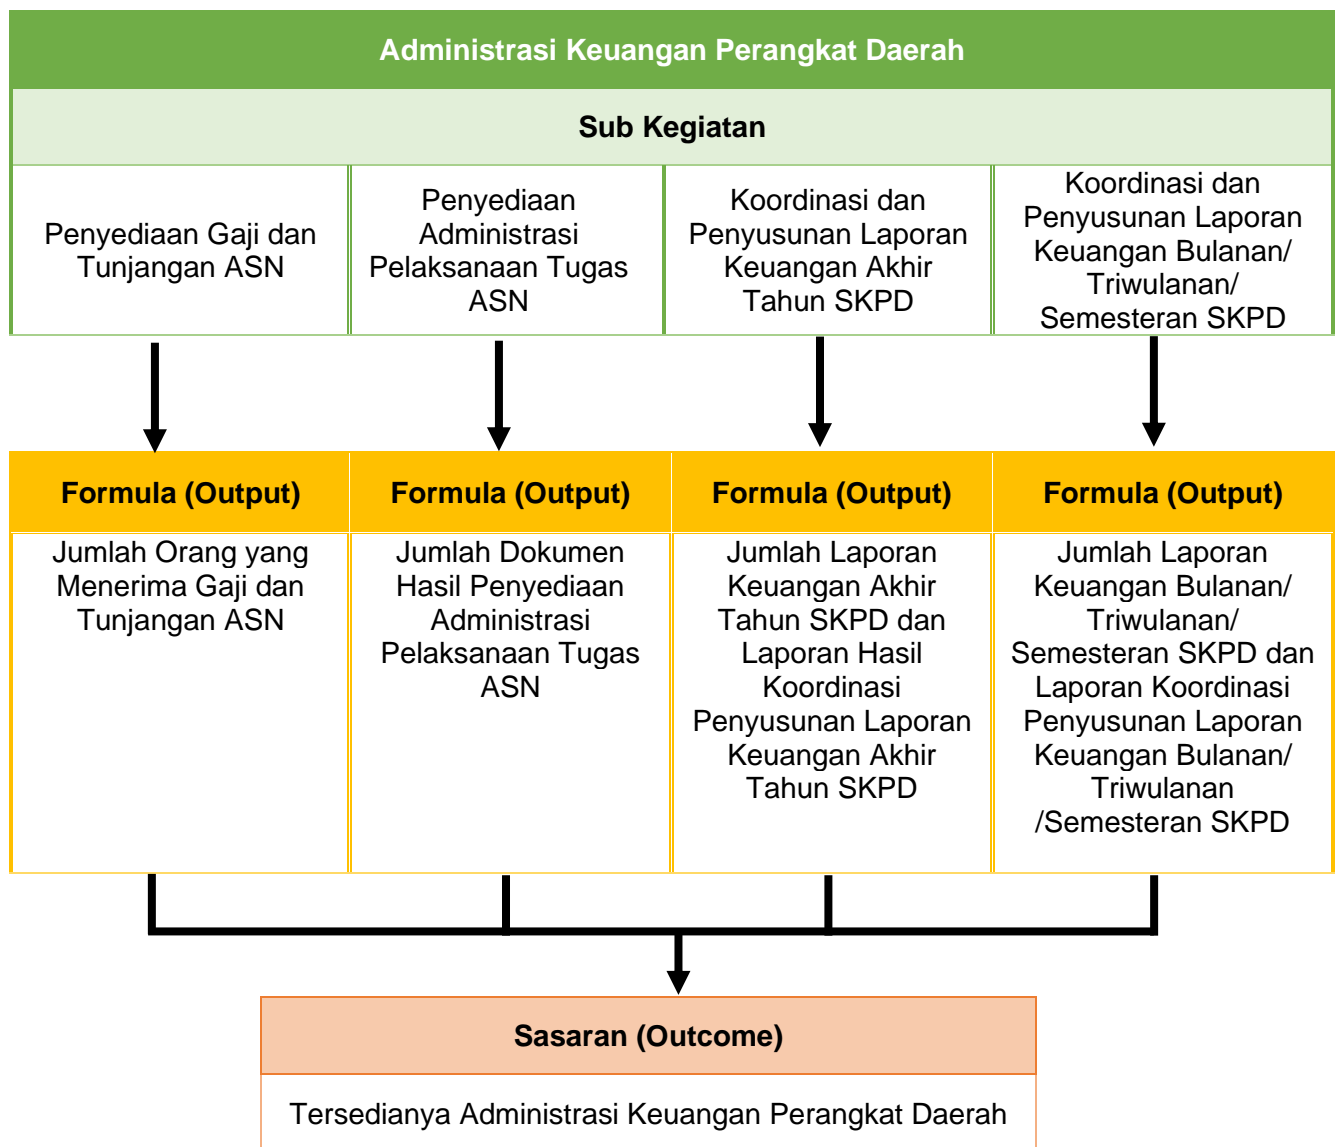 Administrasi Keuangan Perangkat Daerah
Sub Kegiatan
Penyediaan Gaji dan
Tunjangan ASN
Penyediaan
Administrasi
Pelaksanaan Tugas
ASN
Koordinasi dan
Penyusunan Laporan
Keuangan Akhir
Tahun SKPD
Koordinasi dan
Penyusunan Laporan
Keuangan Bulanan/
Triwulanan/
Semesteran SKPD
Formula (Output)
Formula (Output)
Formula (Output)
Formula (Output)
Jumlah Orang yang
Menerima Gaji dan
Tunjangan ASN
Jumlah Dokumen
Hasil Penyediaan
Administrasi
Pelaksanaan Tugas
ASN
Jumlah Laporan
Keuangan Akhir
Tahun SKPD dan
Laporan Hasil
Koordinasi
Penyusunan Laporan
Keuangan Akhir
Tahun SKPD
Jumlah Laporan
Keuangan Bulanan/
Triwulanan/
Semesteran SKPD dan
Laporan Koordinasi
Penyusunan Laporan
Keuangan Bulanan/
Triwulanan
/Semesteran SKPD
Sasaran (Outcome)
Tersedianya Administrasi Keuangan Perangkat Daerah